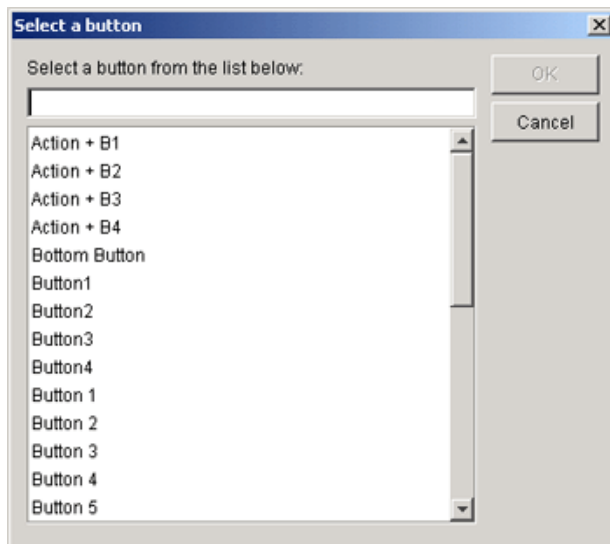 Select a button
Select a button from the list below:
OK
Cancel
Action + B1
Action + B2
Action + B3
Action + B4
Bottom Button
Button1
Button2
Button3
Button4
Button 1
Button 2
Button 3
Button 4
Button 5